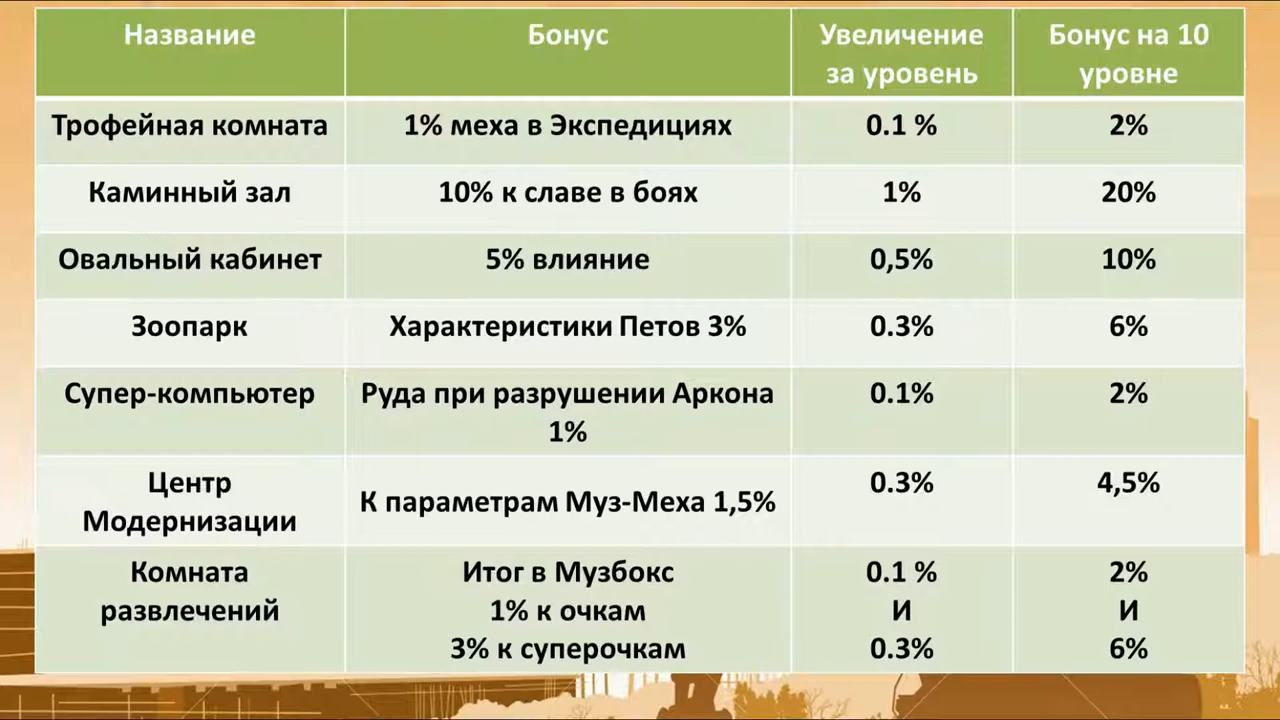 Название
Бонус
Увеличение
за уровень
Бонус на 10
уровне
Трофейная комната
1% меха в Экспедициях
0.1 %
2%
Каминный зал
10% к славе в боях
1%
20%
Овальный кабинет
5% влияние
0,5%
10%
Зоопарк
Характеристики Петов 3%
0.3%
6%
Супер-компьютер
Руда при разрушении Аркона
1%
0.1%
2%
Центр
Модернизации
К параметрам Муз-Меха 1,5%
0.3%
4,5%
Комната
развлечений
Итог в Музбокс
1% к очкам
3% к суперочкам
0.1 %
И
0.3%
2%
И
6%